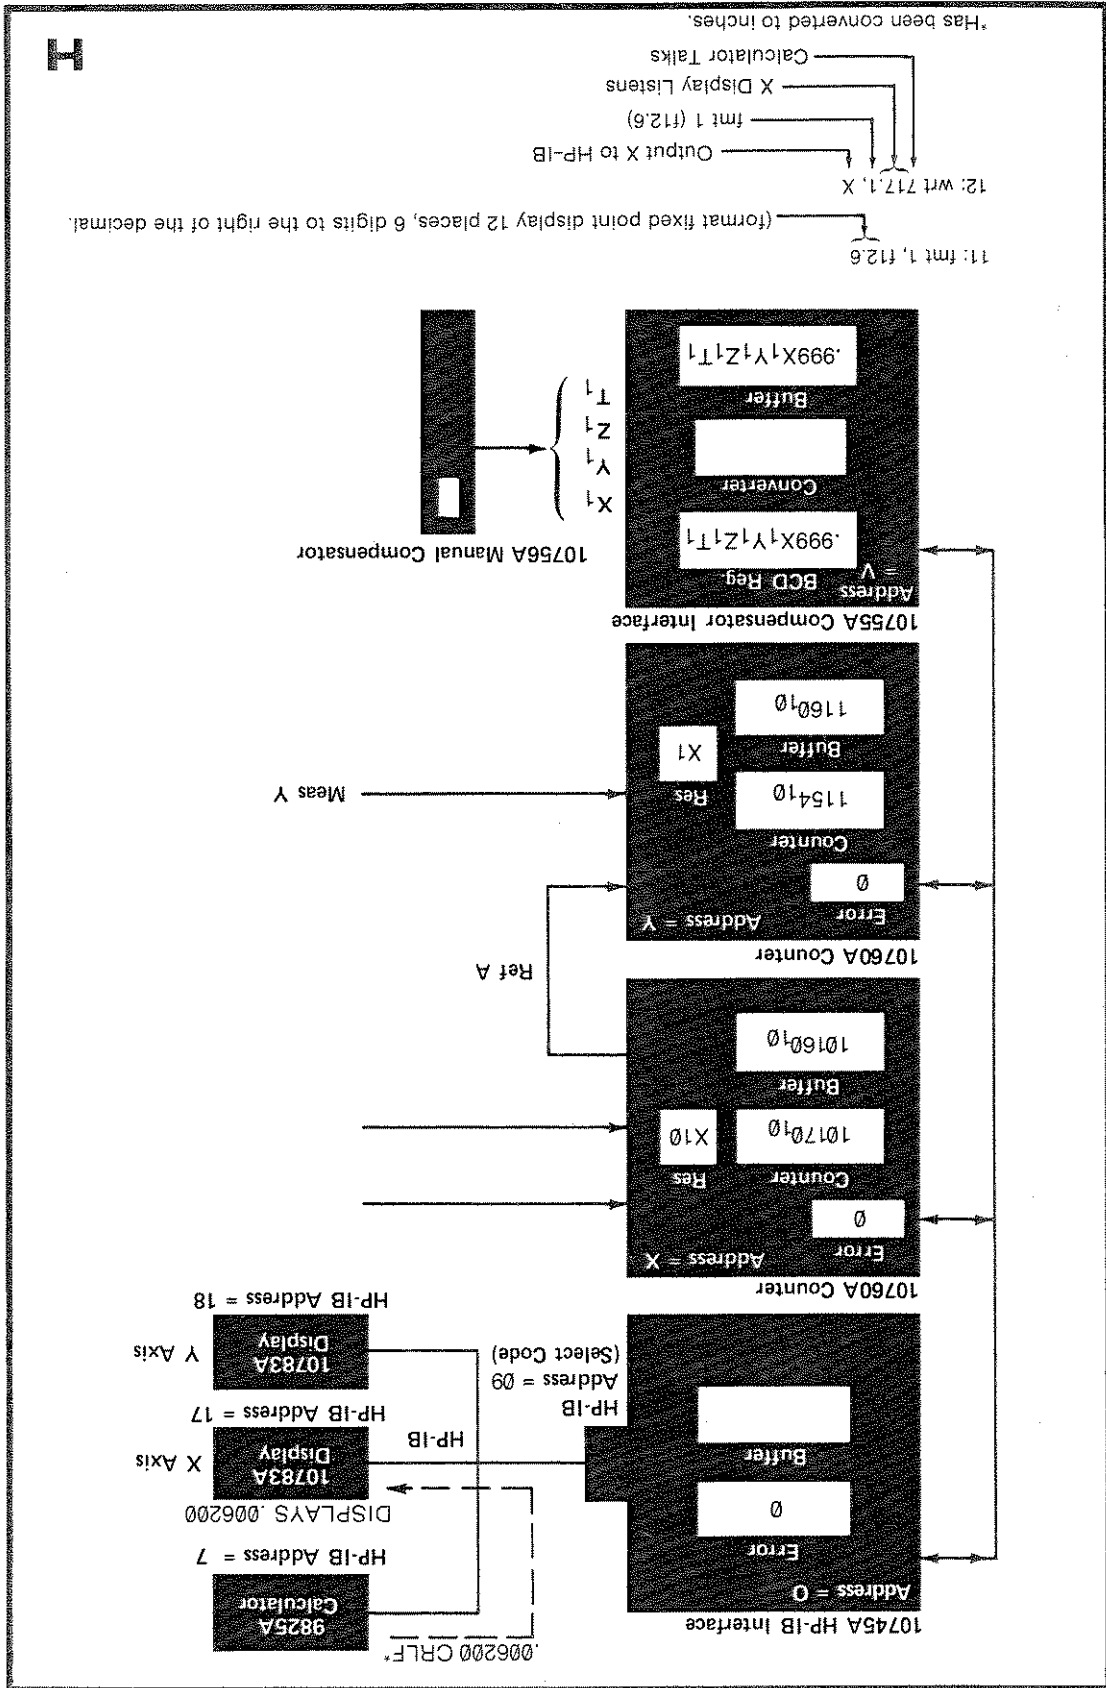 10745A HP-IB Interface
Address = O
Error
0
Buffer
HP-IB
Address = 09
(Select Code)
.006200 CRLF*
9825A
Calculator
HP-IB Address = 7
DISPLAYS .006200
10783A
Display
X Axis
HP-IB Address = 17
HP-IB
10783A
Display
Y Axis
HP-IB Address = 18
10760A Counter
Error
Address = X
0
Counter
Res
10170₁₀
X10
Buffer
10160₁₀
Ref A
10760A Counter
Error
Address = Y
0
Counter
1154₁₀
Res
X1
Buffer
1160₁₀
Meas Y
10755A Compensator Interface
Address
= V
BCD Reg.
.999X₁Y₁Z₁T₁
Converter
Buffer
.999X₁Y₁Z₁T₁
10756A Manual Compensator
X₁
Y₁
Z₁
T₁
11: fmt 1, f12.6
(format fixed point display 12 places, 6 digits to the right of the decimal.
12: wrt 717.1, X
Output X to HP-IB
fmt 1 (f12.6)
X Display Listens
Calculator Talks
*Has been converted to inches.
H